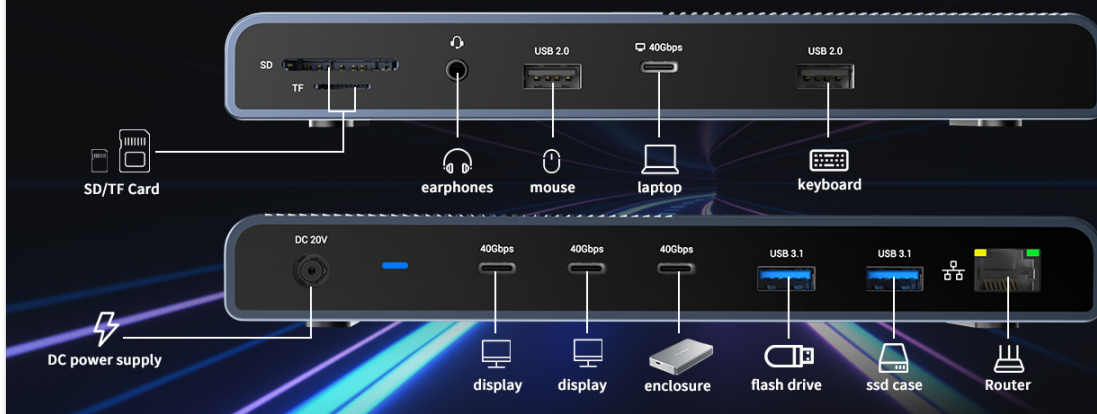 USB 2.0
40Gbps
USB 2.0
SD
TF
SD/TF Card
earphones
mouse
laptop
keyboard
DC 20V
40Gbps
40Gbps
40Gbps
USB 3.1
USB 3.1
DC power supply
display
display
enclosure
flash drive
ssd case
Router